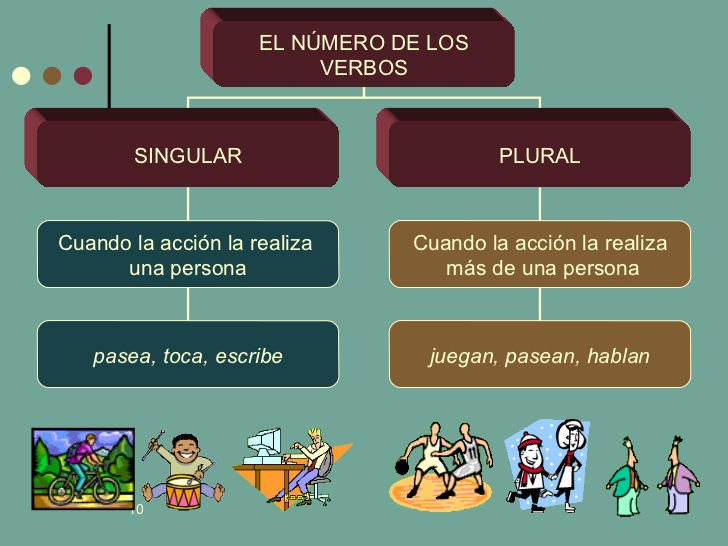 EL NÚMERO DE LOS
VERBOS
SINGULAR
PLURAL
Cuando la acción la realiza
una persona
Cuando la acción la realiza
más de una persona
pasea, toca, escribe
juegan, pasean, hablan
10